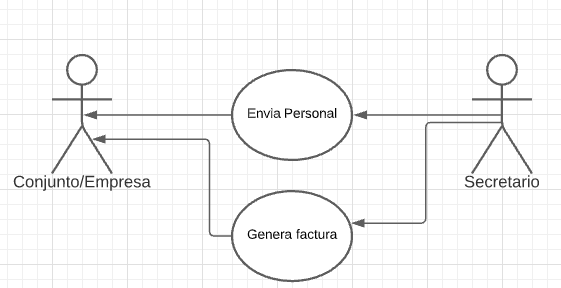 Envia Personal
Conjunto/Empresa
Secretario
Genera factura